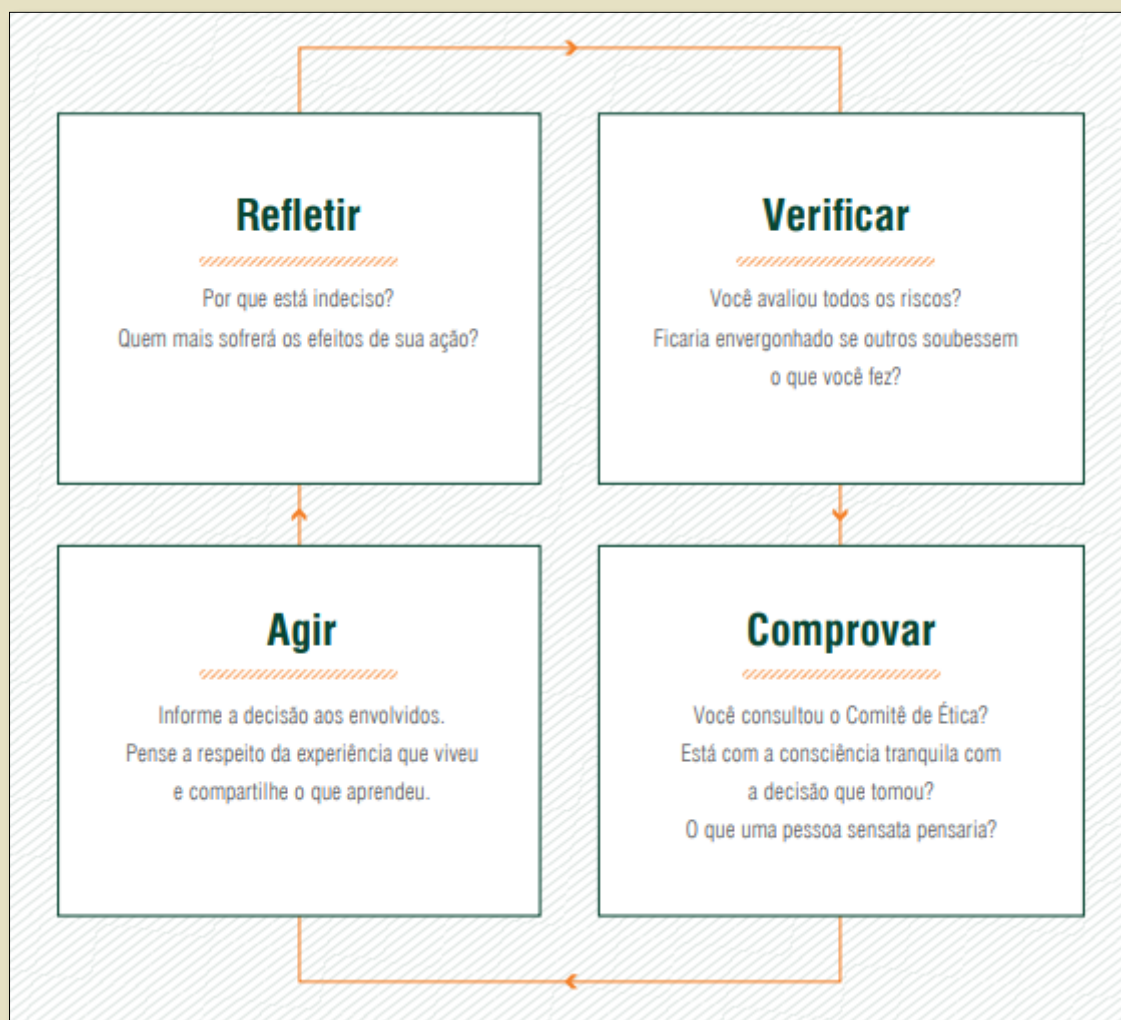 Refletir
Por que está indeciso?
Quem mais sofrerá os efeitos de sua ação?
Verificar
Você avaliou todos os riscos?
Ficaria envergonhado se outros soubessem
o que você fez?
Agir
Informe a decisão aos envolvidos.
Pense a respeito da experiência que viveu
e compartilhe o que aprendeu.
Comprovar
Você consultou o Comitê de Ética?
Está com a consciência tranquila com
a decisão que tomou?
O que uma pessoa sensata pensaria?